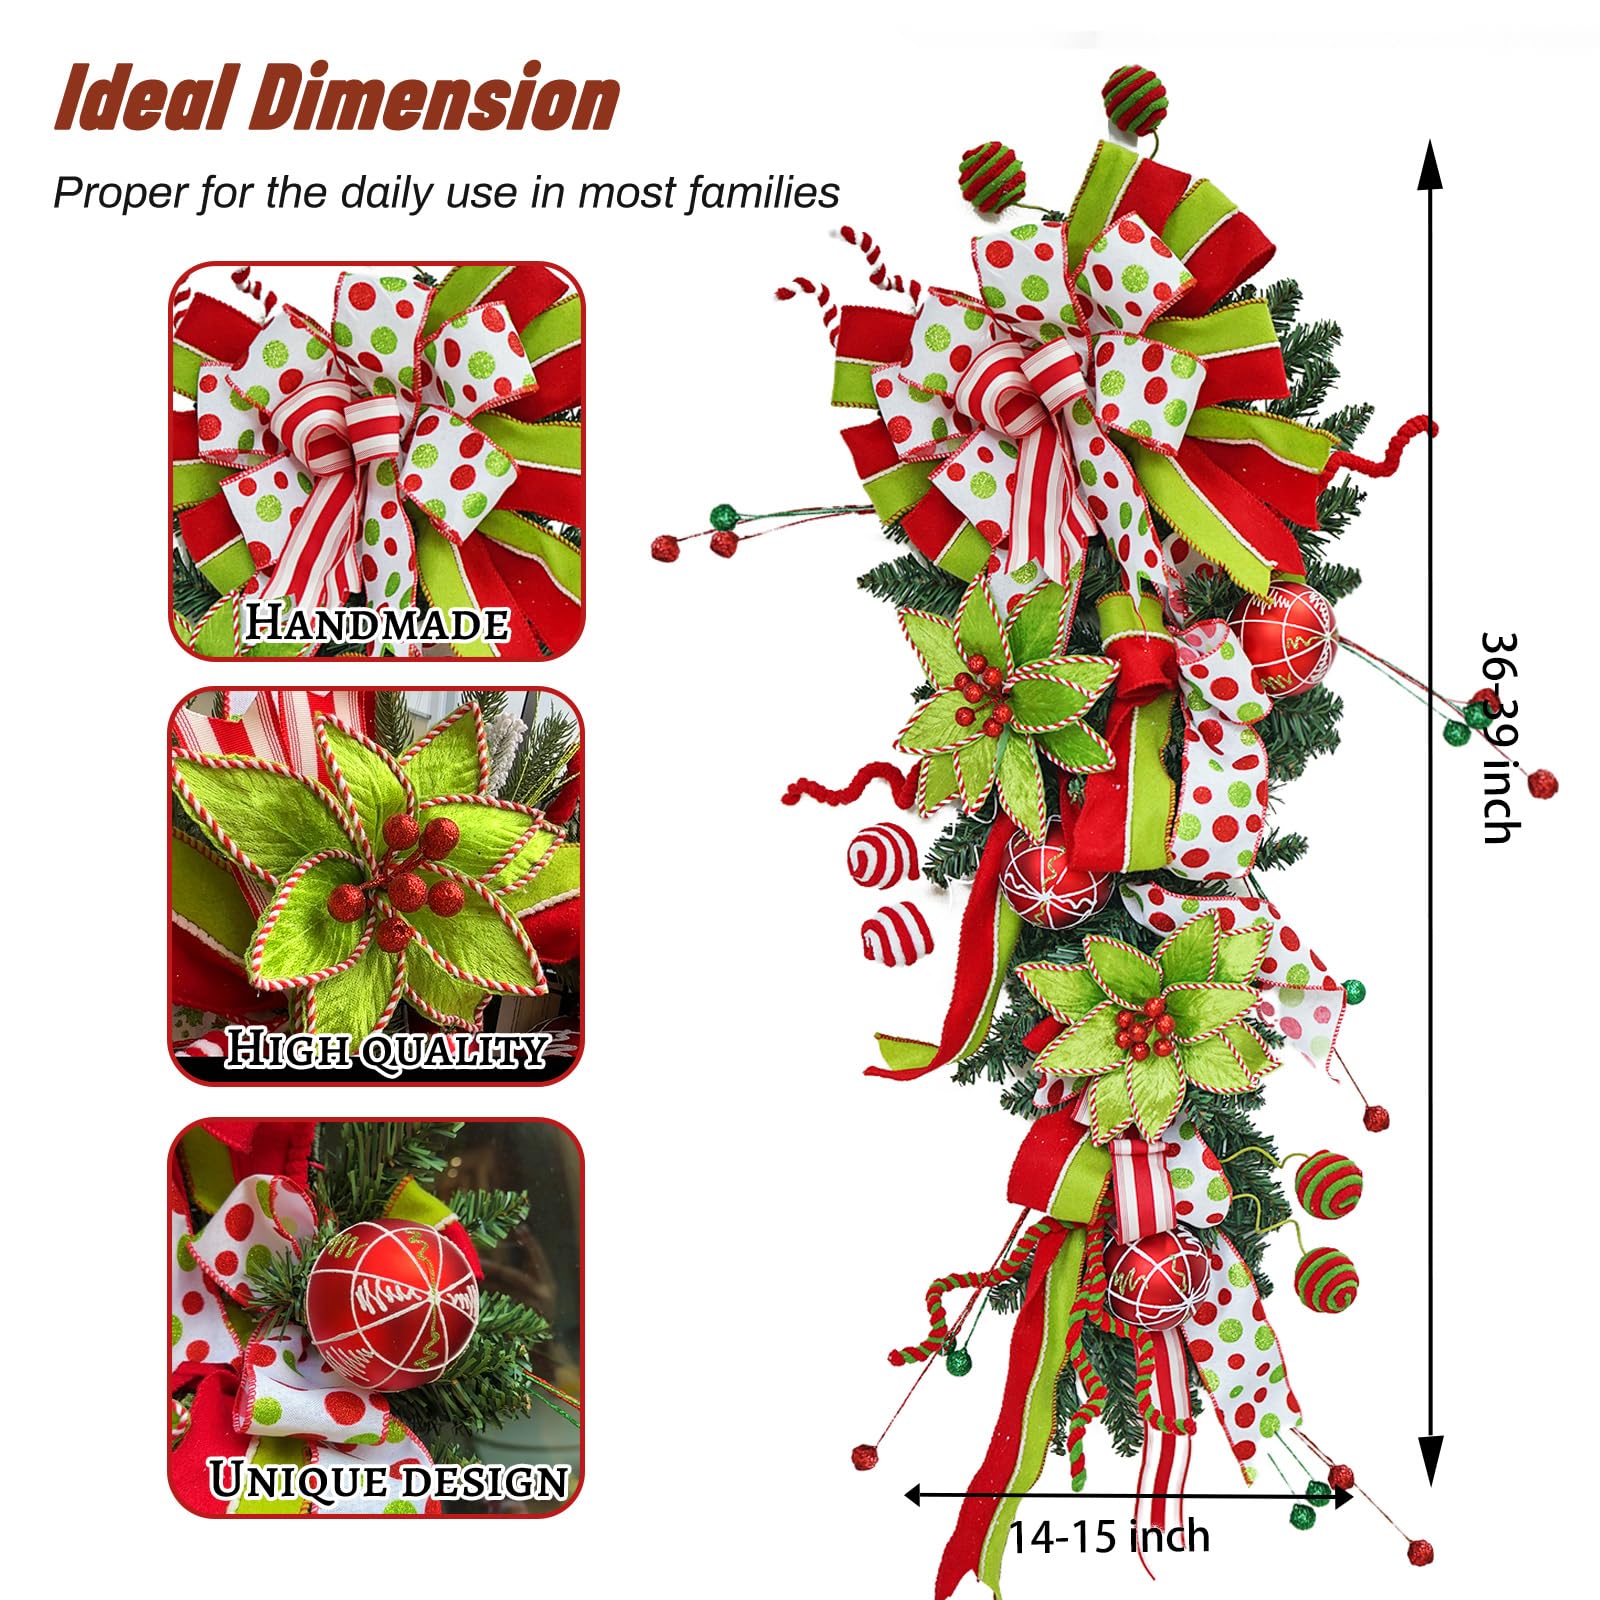 Ideal Dimension
Proper for the daily use in most families
HANDMADE
HIGH QUALITY
UNIQUE DESIGN
36-39 inch
14-15 inch